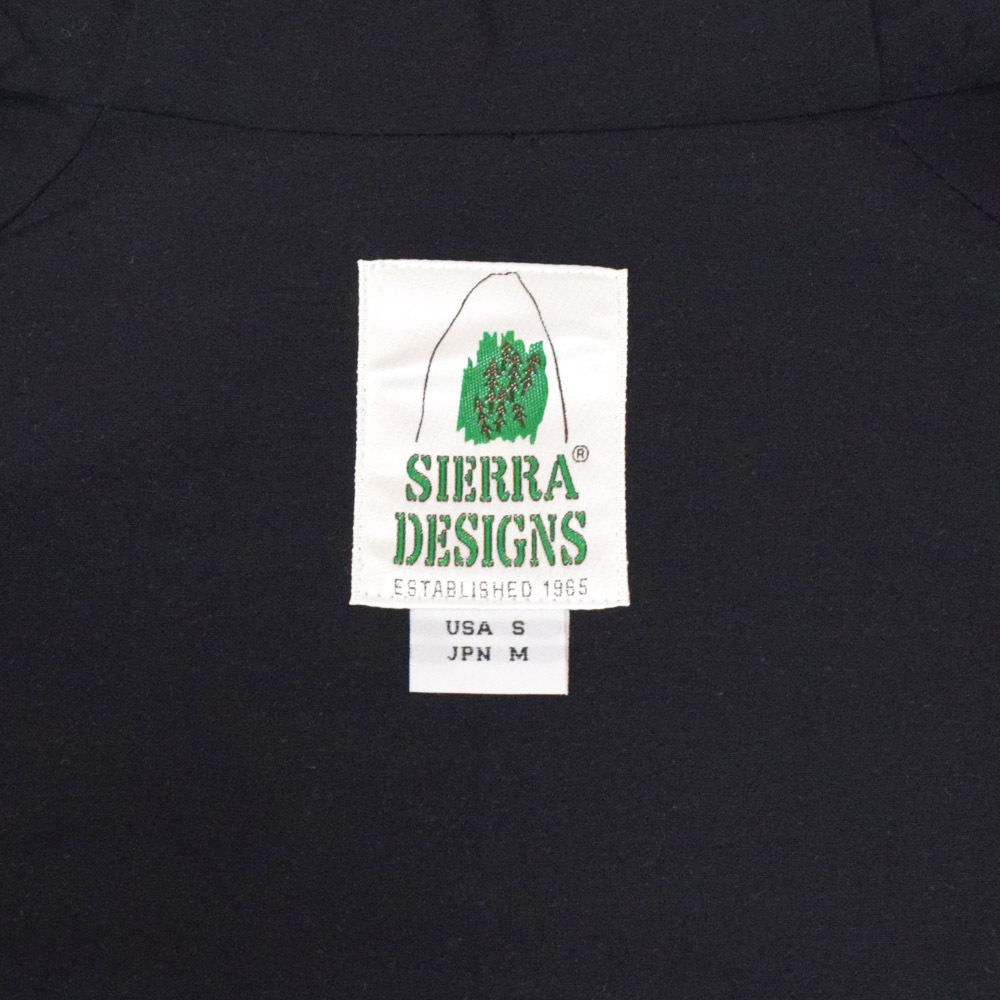 SIERRA®
DESIGNS
ESTABLISHED 1965
USA S
JPN M